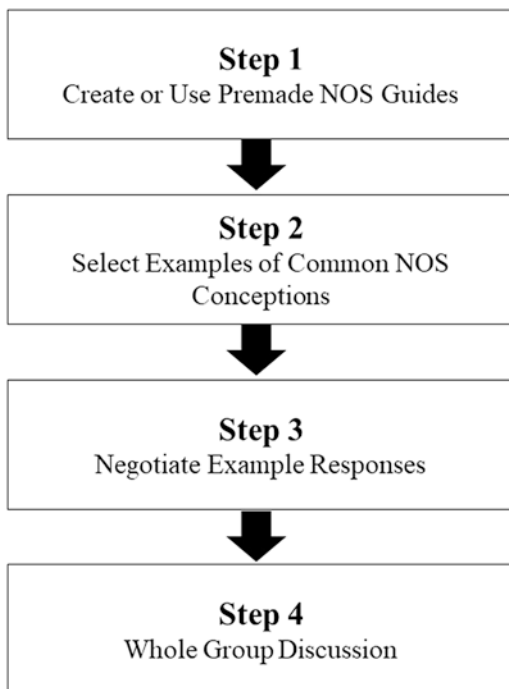 Step 1
Create or Use Premade NOS Guides
Step 2
Select Examples of Common NOS
Conceptions
Step 3
Negotiate Example Responses
Step 4
Whole Group Discussion